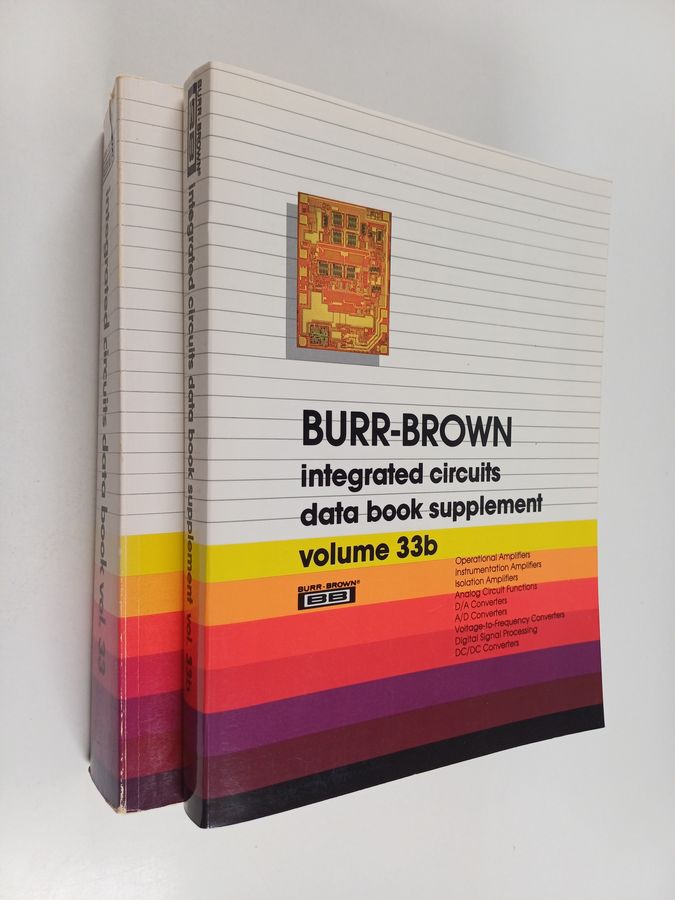 integrated circuits data book vol. 33
BURR-BROWN®
BB
integrated circuits data book supplement vol. 33b
BURR-BROWN
integrated circuits
data book supplement
volume 33b
BURR-BROWN®
BB
Operational Amplifiers
Instrumentation Amplifiers
Isolation Amplifiers
Analog Circuit Functions
D/A Converters
A/D Converters
Voltage-to-Frequency Converters
Digital Signal Processing
DC/DC Converters